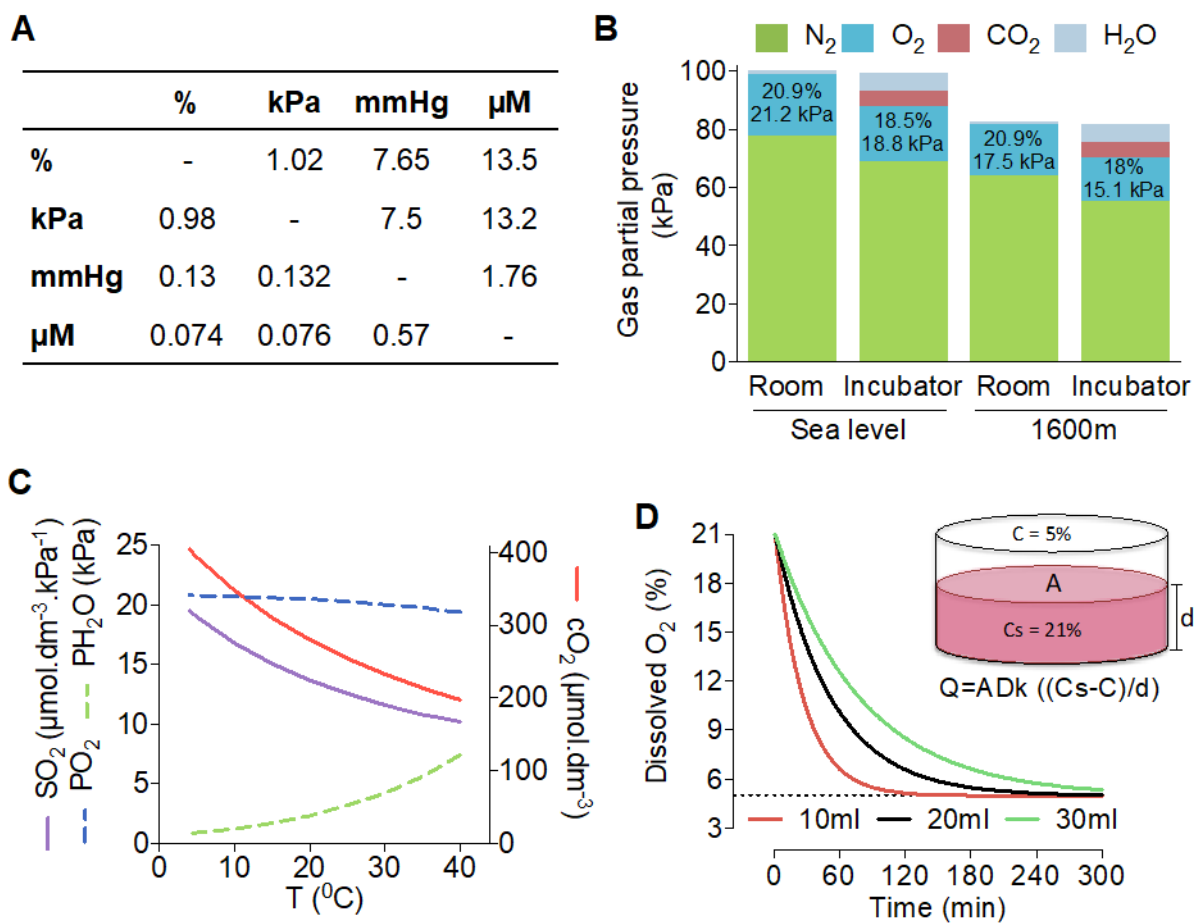 A
% kPa mmHg µM
% - 1.02 7.65 13.5
kPa 0.98 - 7.5 13.2
mmHg 0.13 0.132 - 1.76
µM 0.074 0.076 0.57 -
B
N2 O2 CO2 H2O
Gas partial pressure
(kPa)
100
80
60
40
20
0
20.9%
21.2 kPa
18.5%
18.8 kPa
20.9%
17.5 kPa
18%
15.1 kPa
Room Incubator Room Incubator
Sea level 1600m
C
SO2 (µmol.dm-3.kPa-1)
PO2 PH2O (kPa)
25
20
15
10
5
0
400
300
200
100
0
cO2 (µmol.dm-3)
0 10 20 30 40
T (0C)
D
Dissolved O2 (%)
21
18
15
12
9
6
3
C = 5%
A
Cs = 21%
d
Q=ADk ((Cs-C)/d)
10ml 20ml 30ml
0 60 120 180 240 300
Time (min)